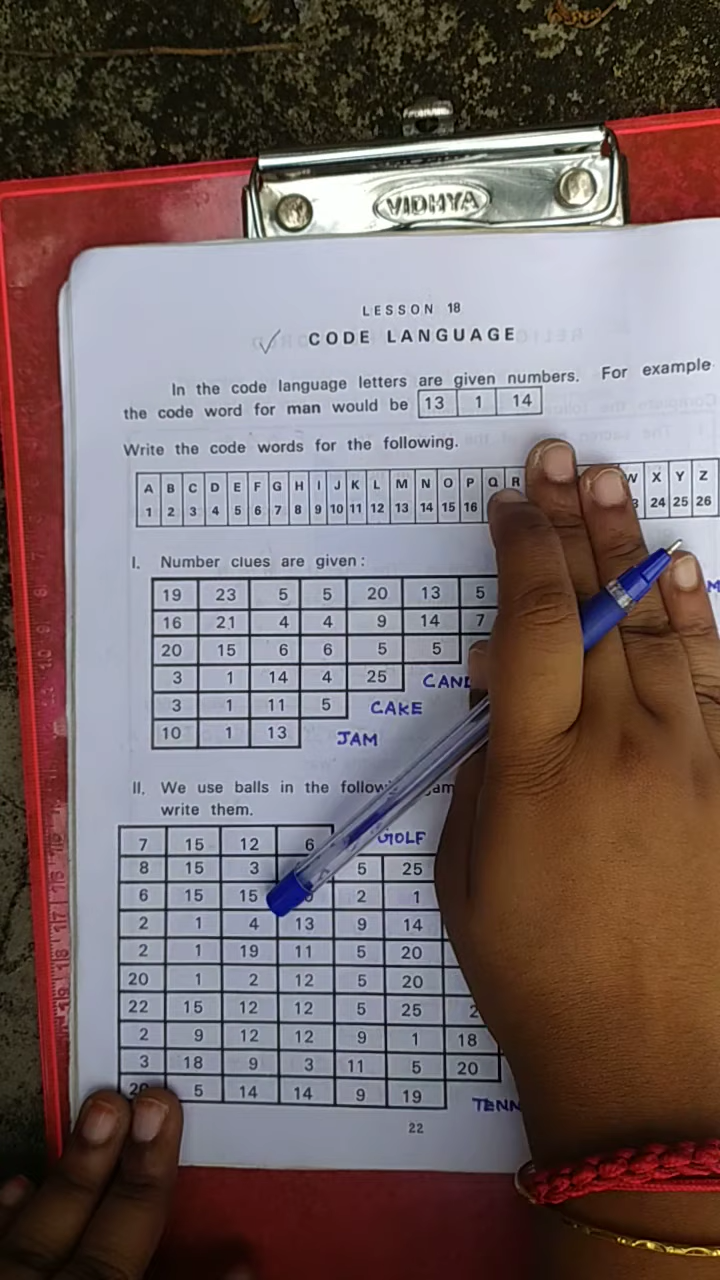 VIDHYA
LESSON 18
CODE LANGUAGE
In the code language letters are given numbers. For example
the code word for man would be 13 1 14
Write the code words for the following.
A B C D E F G H I J K L M N O P Q R W X Y Z
1 2 3 4 5 6 7 8 9 10 11 12 13 14 15 16 24 25 26
I. Number clues are given :
19 23 5 5 20 13 5
16 21 4 4 9 14 7
20 15 6 6 5 5
3 1 14 4 25
3 1 11 5 CAKE
10 1 13 JAM
II. We use balls in the
write them.
7 15 12 6 GOLF
8 15 3 5 25
6 15 15 2 1
2 1 4 13 9 14
2 1 19 11 5 20
20 1 2 12 5 20
22 15 12 12 5 25 2
2 9 12 12 9 1 18
3 18 9 3 11 5 20
20 5 14 14 9 19
22